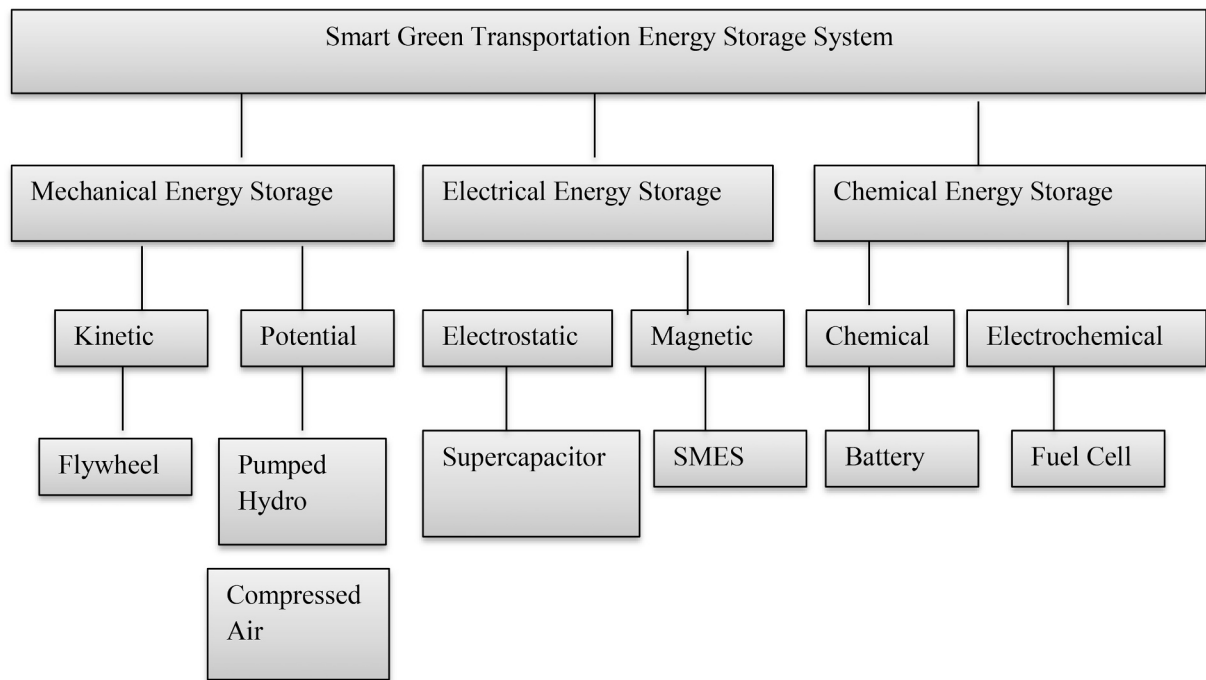 Smart Green Transportation Energy Storage System
Mechanical Energy Storage
Electrical Energy Storage
Chemical Energy Storage
Kinetic
Potential
Electrostatic
Magnetic
Chemical
Electrochemical
Flywheel
Pumped
Hydro
Supercapacitor
SMES
Battery
Fuel Cell
Compressed
Air